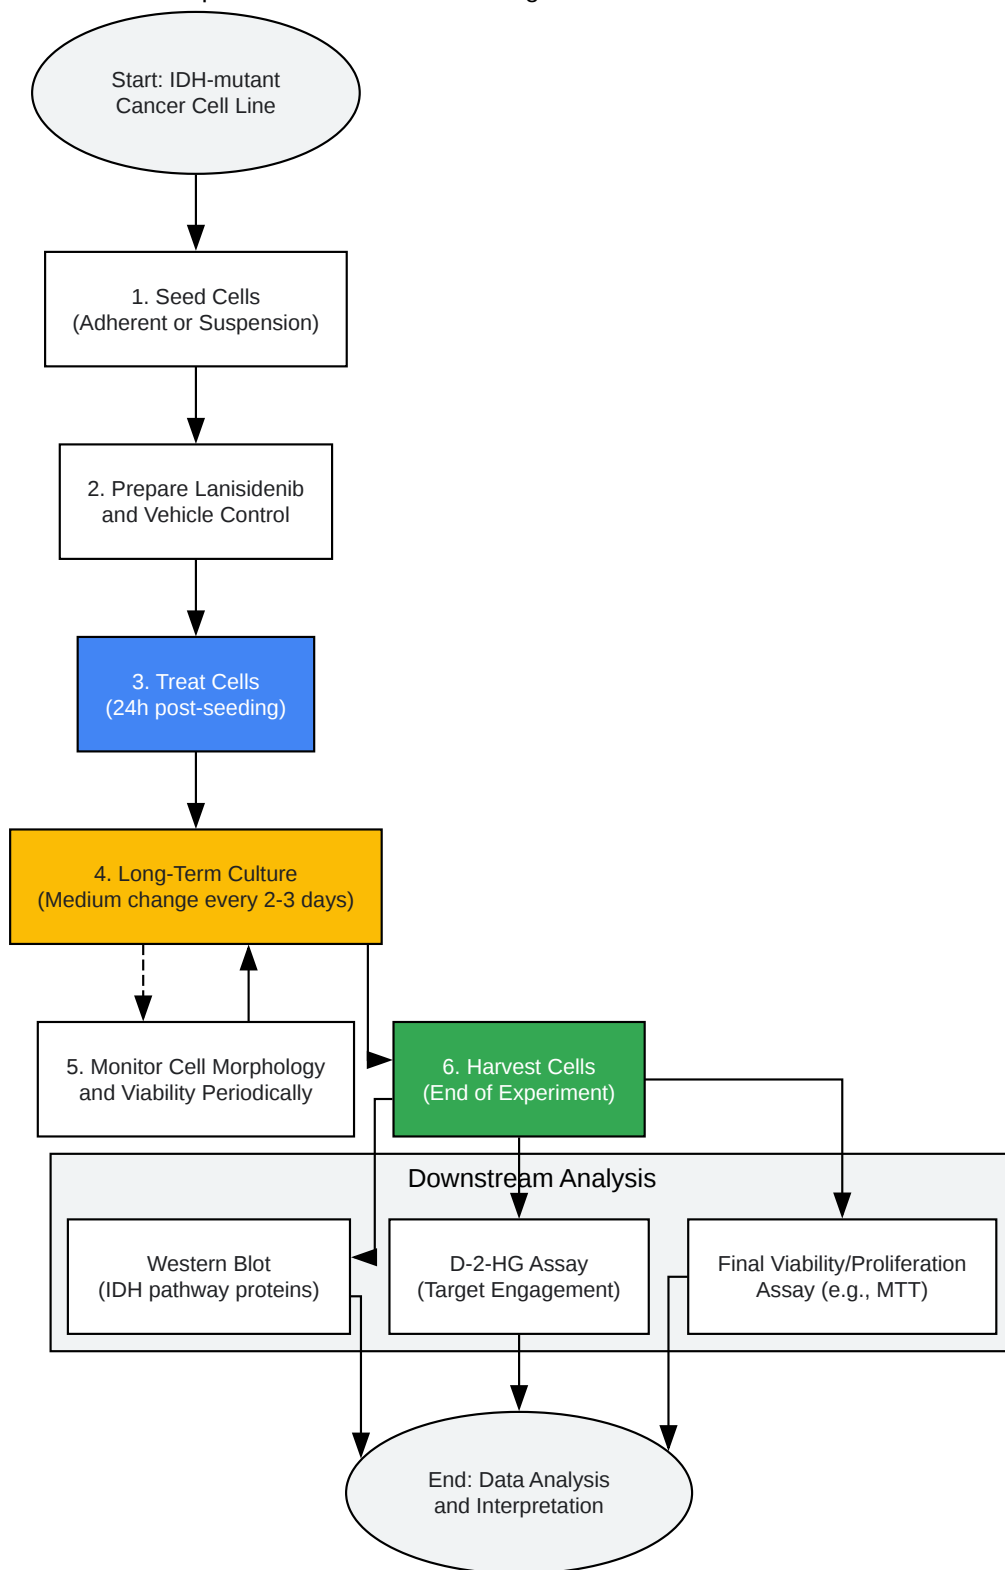 Start: IDH-mutant
Cancer Cell Line
1. Seed Cells
(Adherent or Suspension)
2. Prepare Lanisidenib
and Vehicle Control
3. Treat Cells
(24h post-seeding)
4. Long-Term Culture
(Medium change every 2-3 days)
5. Monitor Cell Morphology
and Viability Periodically
6. Harvest Cells
(End of Experiment)
Downstream Analysis
Western Blot
(IDH pathway proteins)
D-2-HG Assay
(Target Engagement)
Final Viability/Proliferation
Assay (e.g., MTT)
End: Data Analysis
and Interpretation